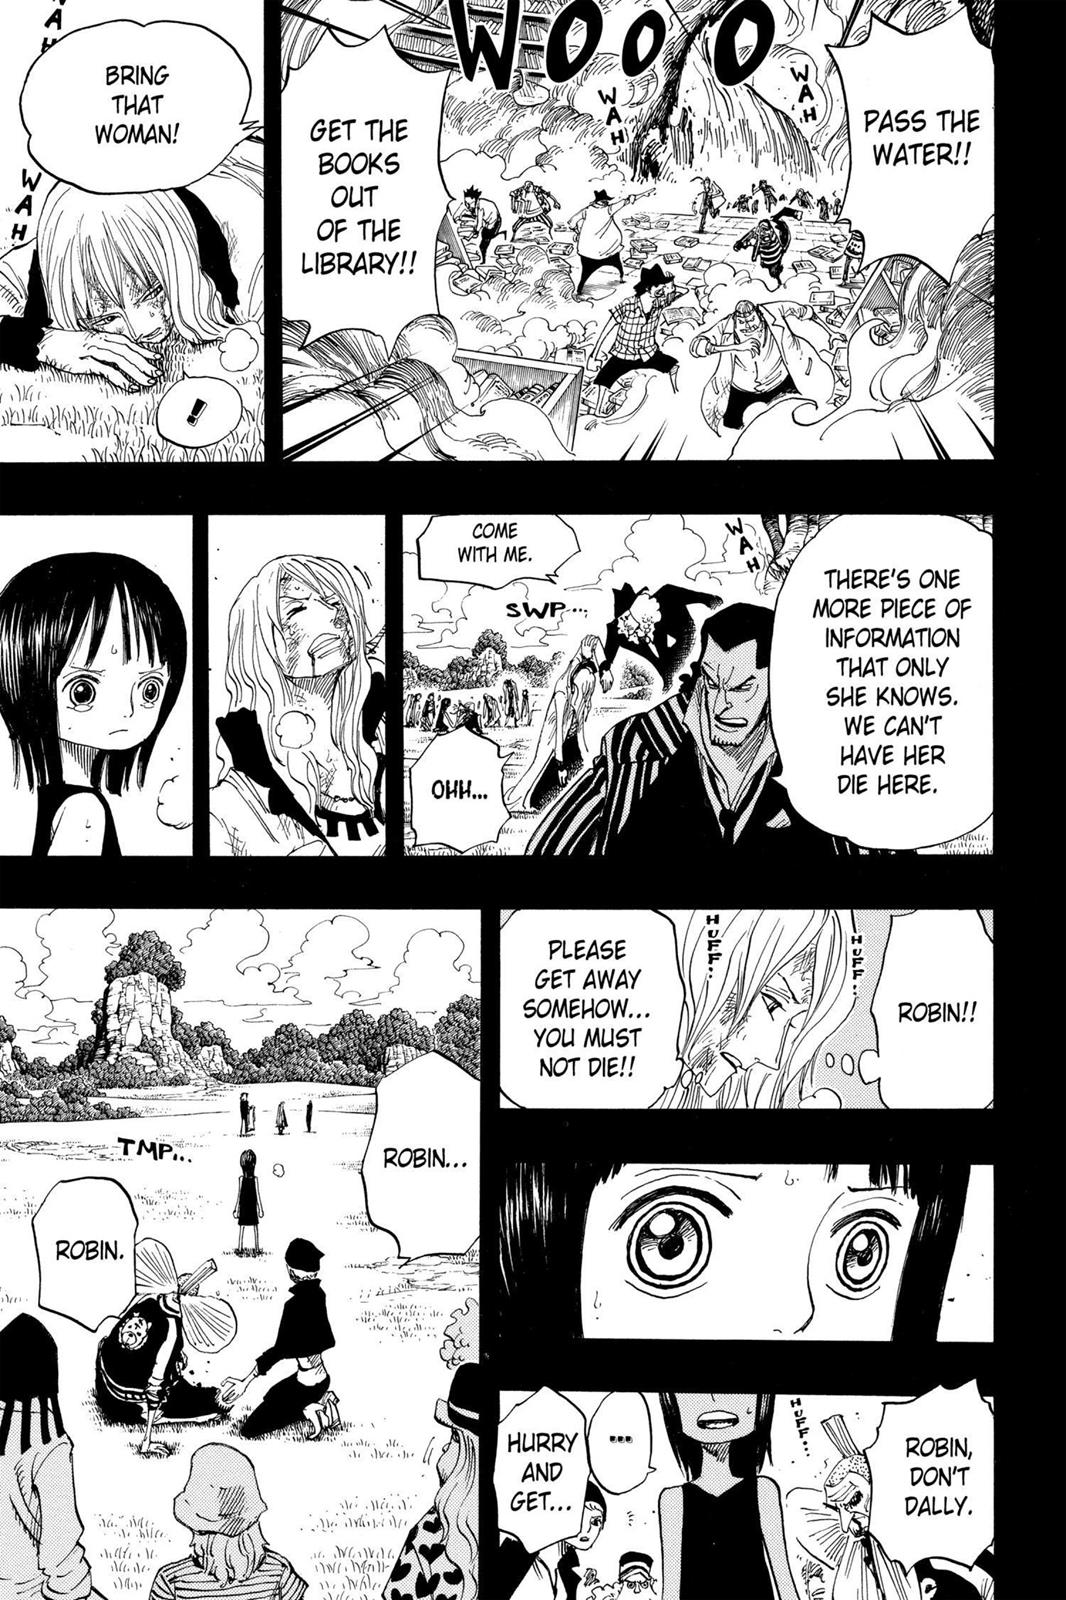 WOOO
PASS THE
WATER!!
WAH
WAH
GET THE
BOOKS
OUT
OF THE
LIBRARY!!
BRING
THAT
WOMAN!
WAH
WAH
!
THERE'S ONE
MORE PIECE OF
INFORMATION
THAT ONLY
SHE KNOWS.
WE CAN'T
HAVE HER
DIE HERE.
WAH
COME
WITH ME.
SWP...
OHH...
ROBIN!!
HUFF..
HUFF..
PLEASE
GET AWAY
SOMEHOW...
YOU MUST
NOT DIE!!
ROBIN...
TMP...
ROBIN.
ROBIN,
DON'T
DALLY.
HUFF..
...
HURRY
AND
GET...